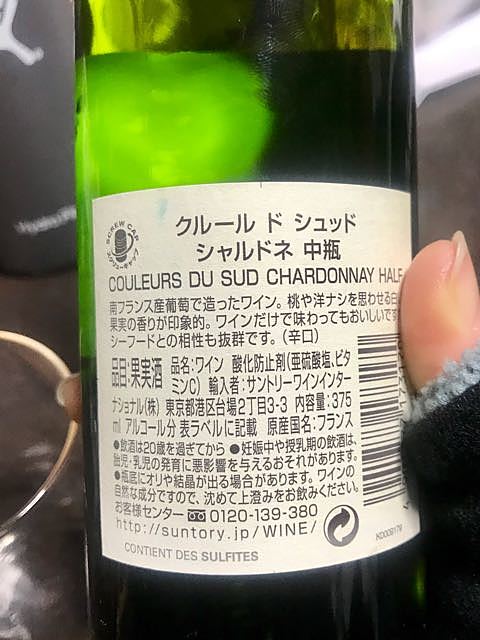 SCREW CAP
クルール ド シュッド
シャルドネ 中瓶
COULEURS DU SUD CHARDONNAY HALF
南フランス産葡萄で造ったワイン。桃や洋ナシを思わせる白
果実の香りが印象的。ワインだけで味わってもおいしいです
シーフードとの相性も抜群です。(辛口)
品目:果実酒 品名:ワイン 酸化防止剤(亜硫酸塩、ビタ
ミンC) 輸入者:サントリーワインインター
ナショナル(株) 東京都港区台場2丁目3-3 内容量:375
ml アルコール分 表ラベルに記載 原産国名:フランス
●飲酒は20歳を過ぎてから ●妊娠中や授乳期の飲酒は、
胎児・乳児の発育に悪影響を与えるおそれがあります。
●瓶底にオリや結晶が出る場合があります。ワインの
自然な成分ですので、沈めて上澄みをお飲みください。
お客様センター 0120-139-380
http://suntory.jp/WINE/
CONTIENT DES SULFITES